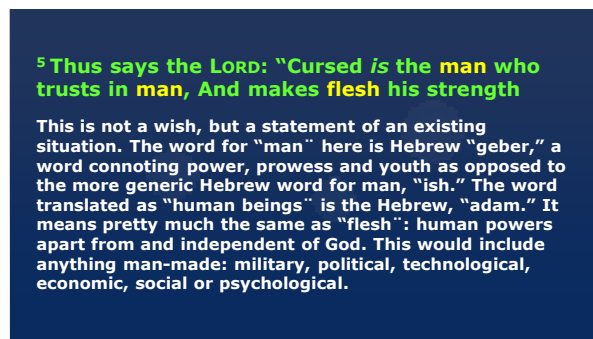 5 Thus says the LORD: “Cursed is the man who
trusts in man, And makes flesh his strength
This is not a wish, but a statement of an existing
situation. The word for “man¨ here is Hebrew “geber,” a
word connoting power, prowess and youth as opposed to
the more generic Hebrew word for man, “ish.” The word
translated as “human beings¨ is the Hebrew, “adam.” It
means pretty much the same as “flesh¨: human powers
apart from and independent of God. This would include
anything man-made: military, political, technological,
economic, social or psychological.